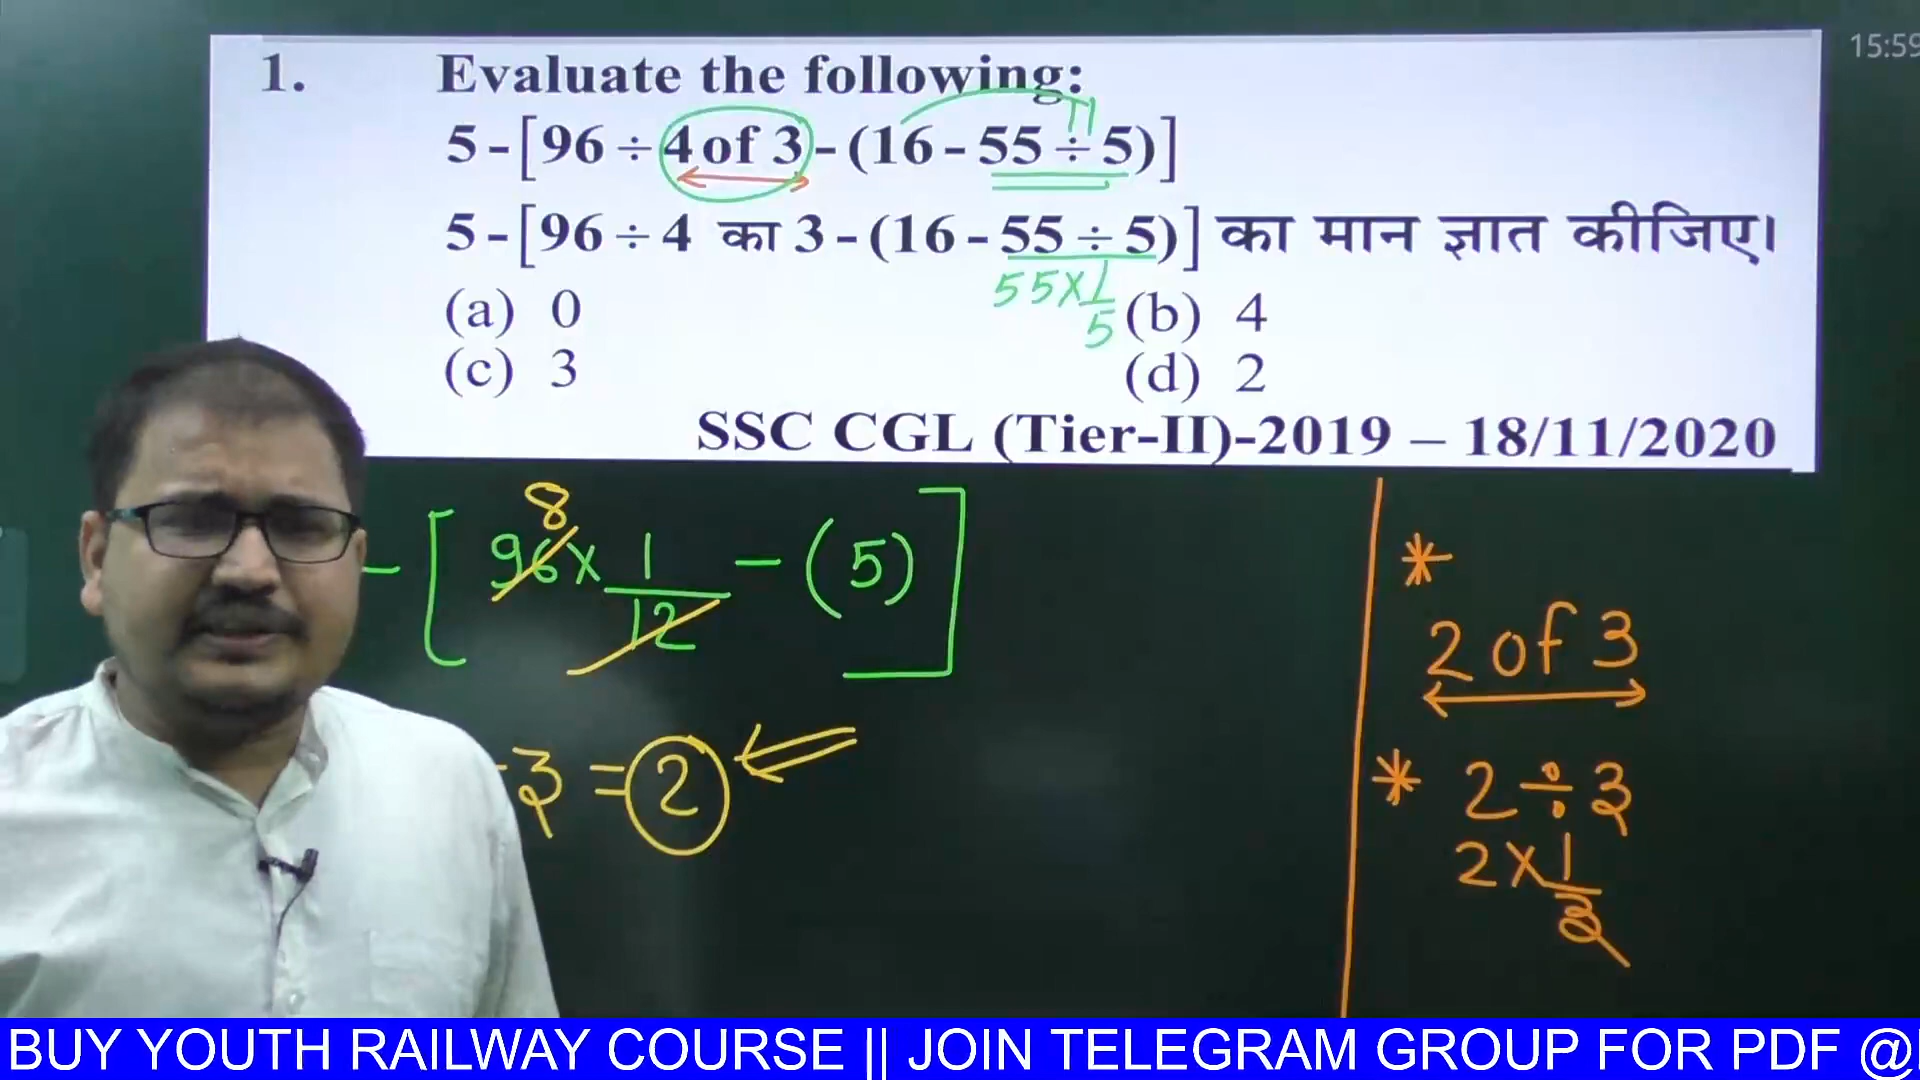 15:59
1. Evaluate the following:
5-[96÷4of 3-(16-55÷5)]
5-[96÷4 का 3-(16-55÷5)] का मान ज्ञात कीजिए।
55×1/5
(a) 0 (b) 4
(c) 3 (d) 2
SSC CGL (Tier-II)-2019 – 18/11/2020
8
-[96×1/12-(5)]
-3=2
*
2 of 3
* 2÷3
2×1/3
BUY YOUTH RAILWAY COURSE || JOIN TELEGRAM GROUP FOR PDF @